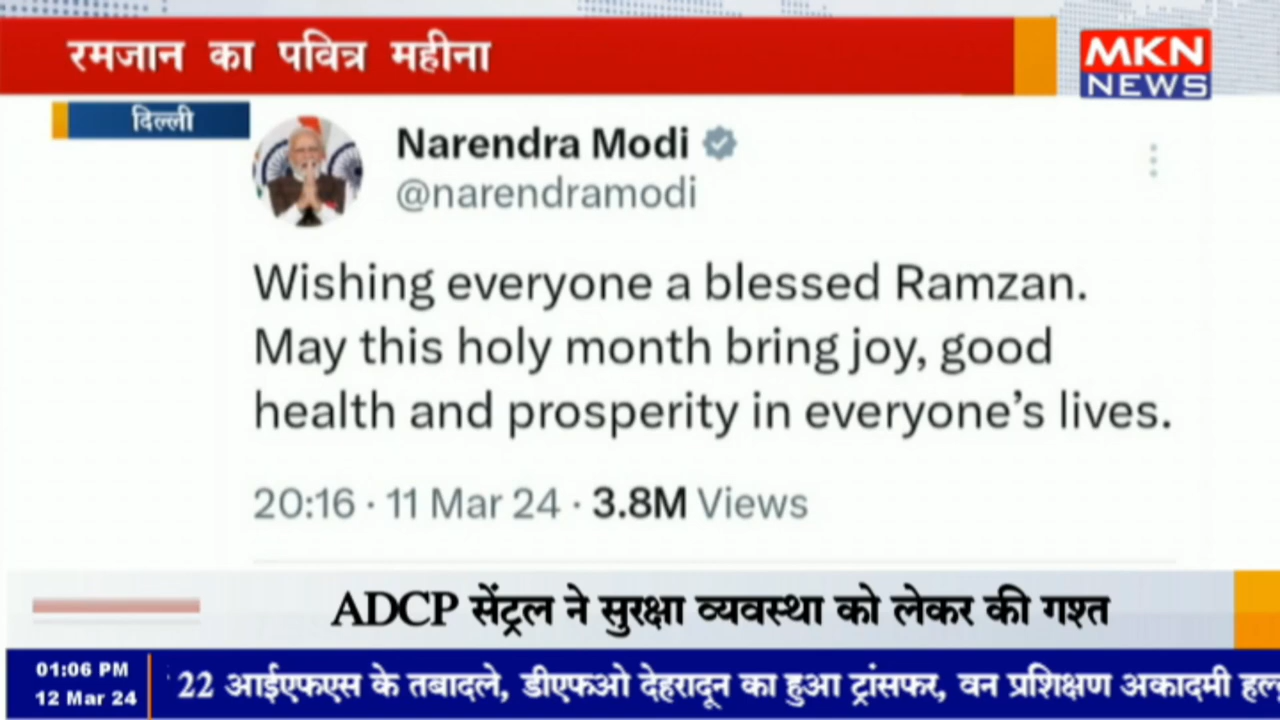 रमजान का पवित्र महीना
MKN
NEWS
दिल्ली
Narendra Modi
@narendramodi
Wishing everyone a blessed Ramzan.
May this holy month bring joy, good
health and prosperity in everyone’s lives.
20:16 · 11 Mar 24 · 3.8M Views
ADCP सेंट्रल ने सुरक्षा व्यवस्था को लेकर की गश्त
01:06 PM
12 Mar 24
22 आईएफएस के तबादले, डीएफओ देहरादून का हुआ ट्रांसफर, वन प्रशिक्षण अकादमी